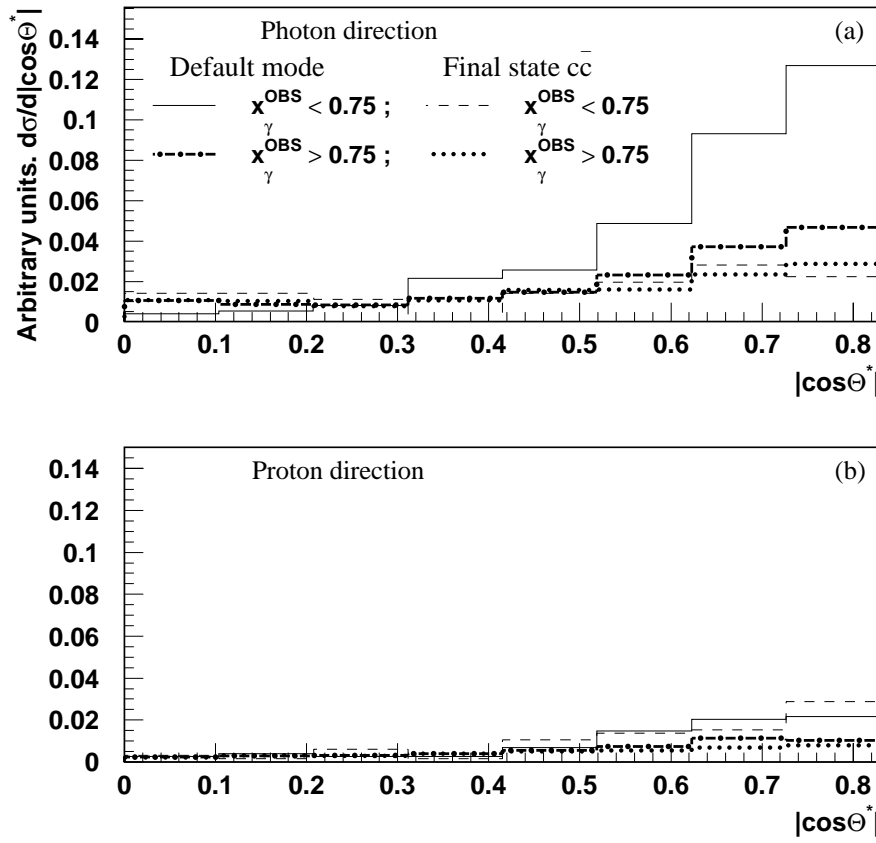 Arbitrary units. dσ/d|cosΘ*|
Photon direction
(a)
Default mode
Final state cc̄
x_γ^OBS < 0.75 ;
x_γ^OBS < 0.75
x_γ^OBS > 0.75 ;
x_γ^OBS > 0.75
0.14
0.12
0.1
0.08
0.06
0.04
0.02
0
0 0.1 0.2 0.3 0.4 0.5 0.6 0.7 0.8
|cosΘ*|
Proton direction
(b)
0.14
0.12
0.1
0.08
0.06
0.04
0.02
0
0 0.1 0.2 0.3 0.4 0.5 0.6 0.7 0.8
|cosΘ*|